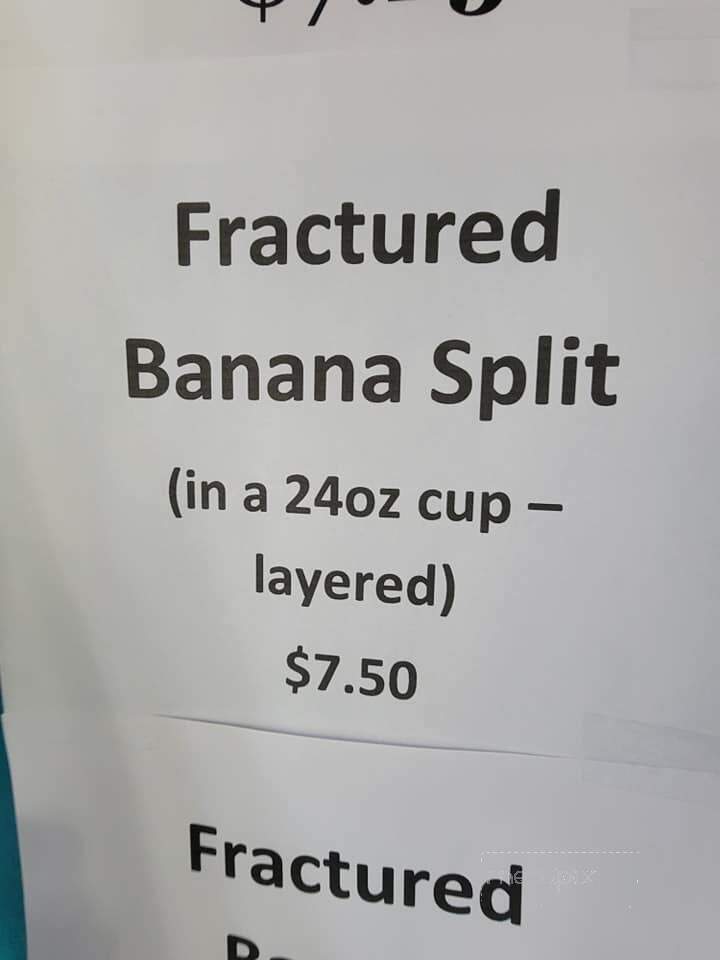 Fractured
Banana Split
(in a 24oz cup –
layered)
$7.50
Fractured